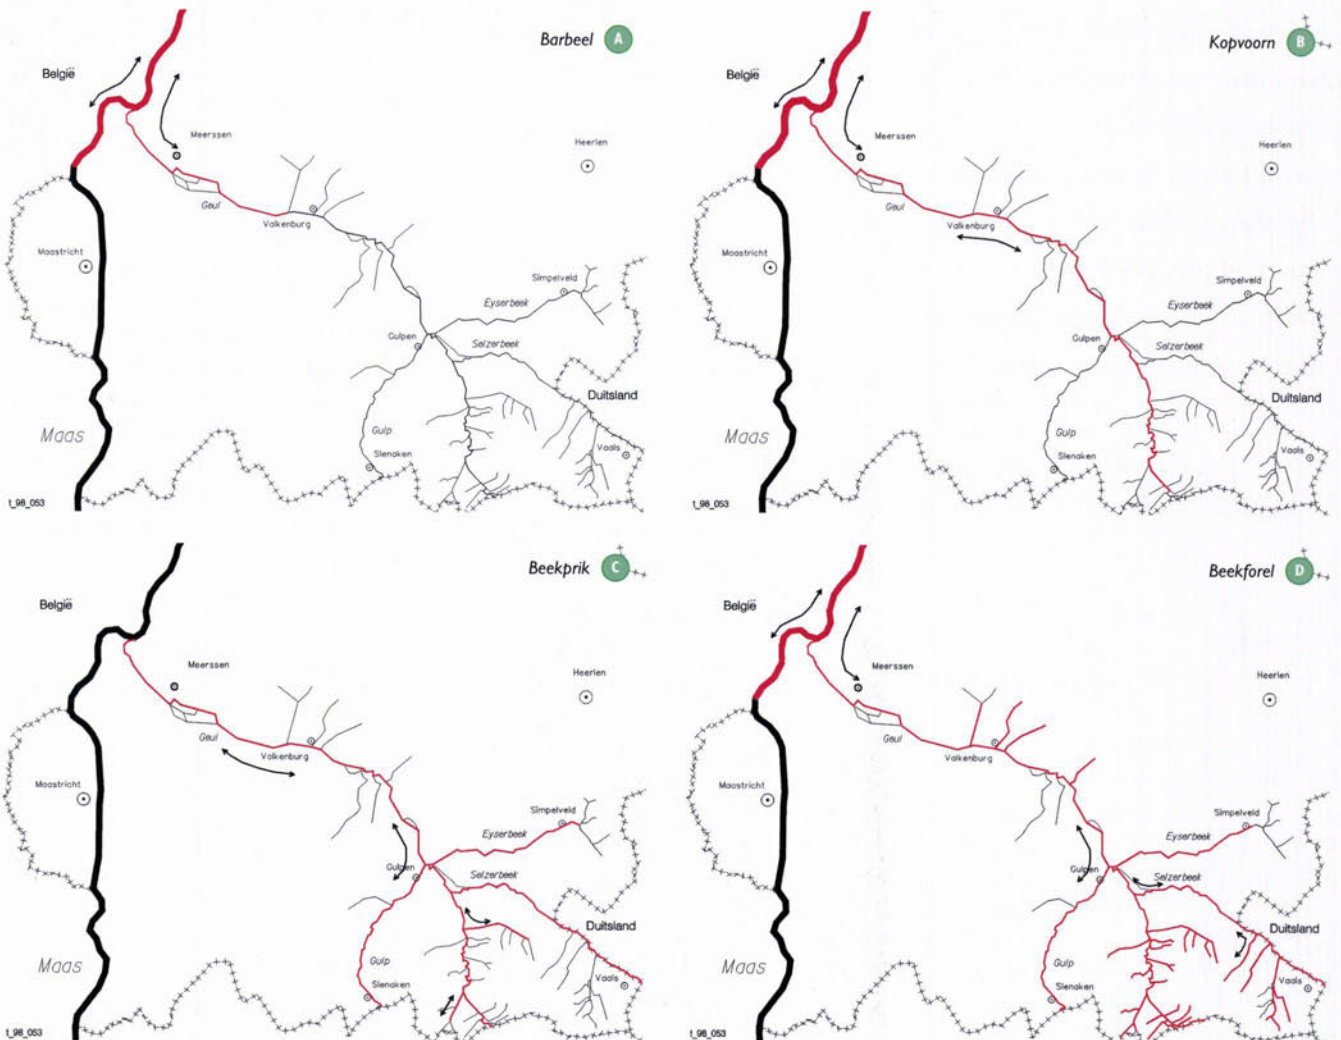 Barbeel A
België
Meerssen
Heerlen
Geul
Valkenburg
Maastricht
Simpelveld
Eyserbeek
Gulpen
Selzerbeek
Duitsland
Maas
Gulp
Vaals
Slenaken
t_98_053
Kopvoorn B
België
Meerssen
Heerlen
Geul
Valkenburg
Maastricht
Simpelveld
Eyserbeek
Gulpen
Selzerbeek
Duitsland
Maas
Gulp
Vaals
Slenaken
t_98_053
Beekprik C
België
Meerssen
Heerlen
Geul
Valkenburg
Maastricht
Simpelveld
Eyserbeek
Gulpen
Selzerbeek
Duitsland
Maas
Gulp
Vaals
Slenaken
t_98_053
Beekforel D
België
Meerssen
Heerlen
Geul
Valkenburg
Maastricht
Simpelveld
Eyserbeek
Gulpen
Selzerbeek
Duitsland
Maas
Gulp
Vaals
Slenaken
t_98_053